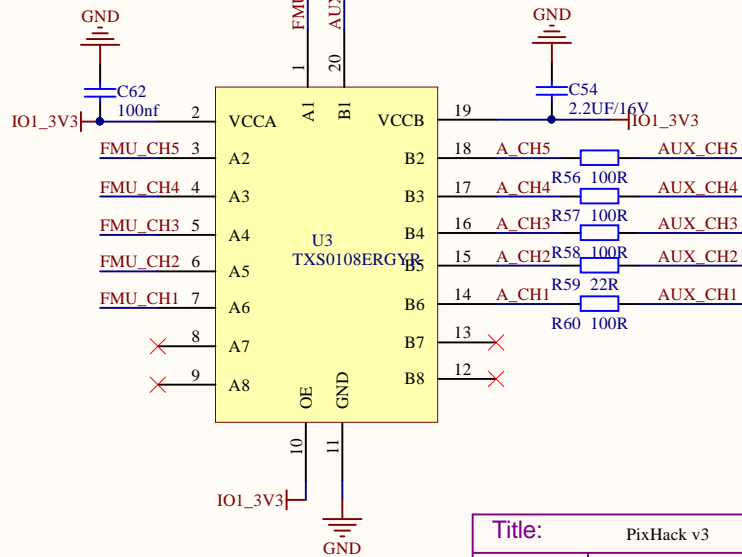 GND
GND
FMU
AUX
1
20
C62
100nf
C54
2.2UF/16V
IO1_3V3
2
VCCA
A1
B1
VCCB
19
IO1_3V3
FMU_CH5 3 A2
B2 18 A_CH5 AUX_CH5
R56 100R
FMU_CH4 4 A3
B3 17 A_CH4 AUX_CH4
R57 100R
FMU_CH3 5 A4
B4 16 A_CH3 AUX_CH3
R58 100R
U3
TXS0108ERGYR
FMU_CH2 6 A5
B5 15 A_CH2 AUX_CH2
R59 22R
FMU_CH1 7 A6
B6 14 A_CH1 AUX_CH1
R60 100R
8 A7
B7 13
9 A8
B8 12
OE
GND
10
11
IO1_3V3
GND
Title: PixHack v3